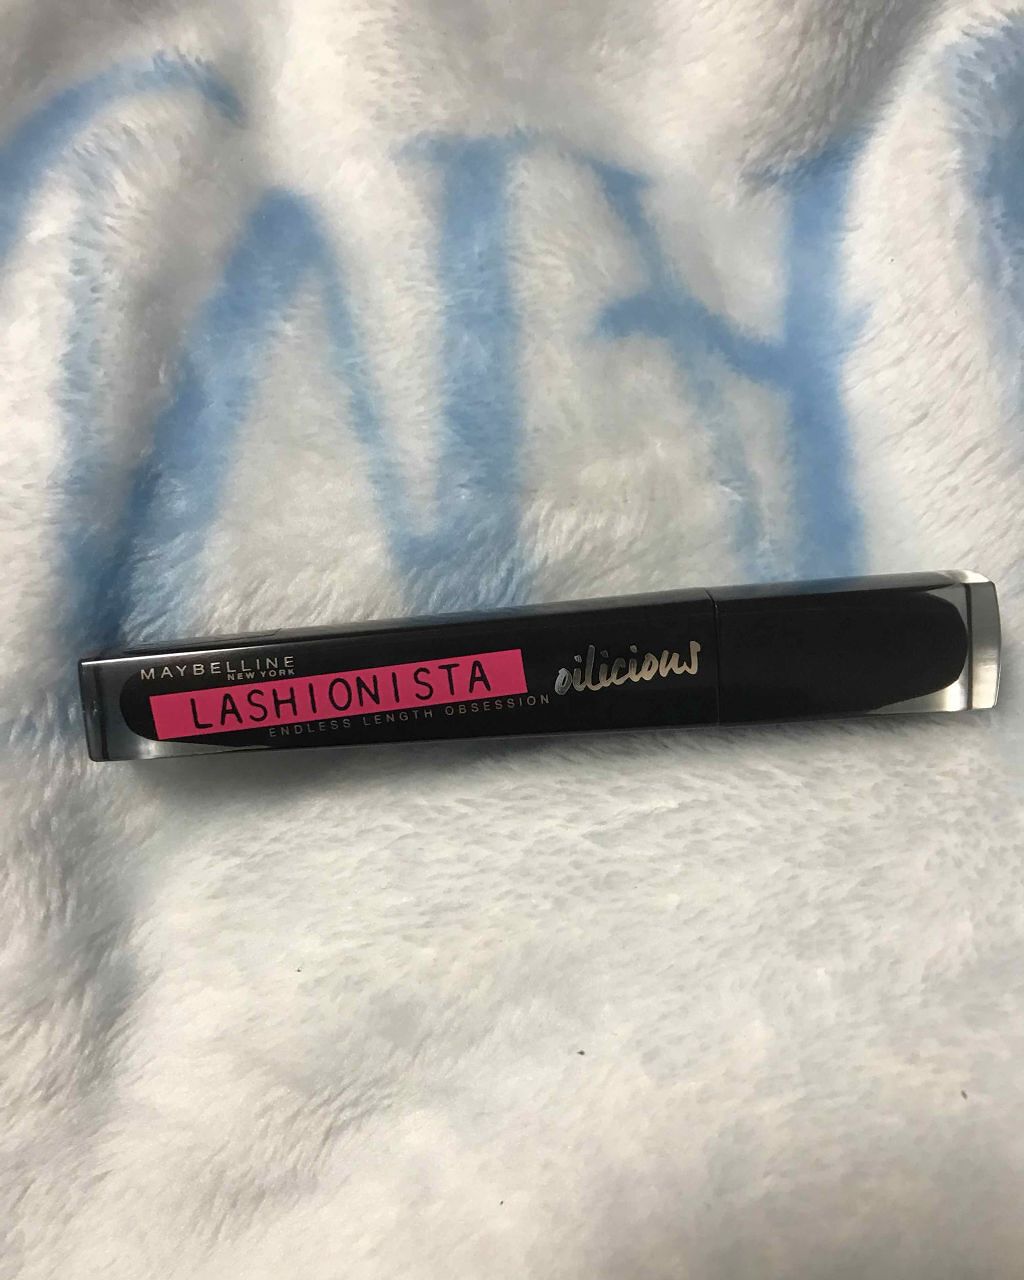 MAYBELLINE
NEW YORK
LASHIONISTA
oilicious
ENDLESS LENGTH OBSESSION